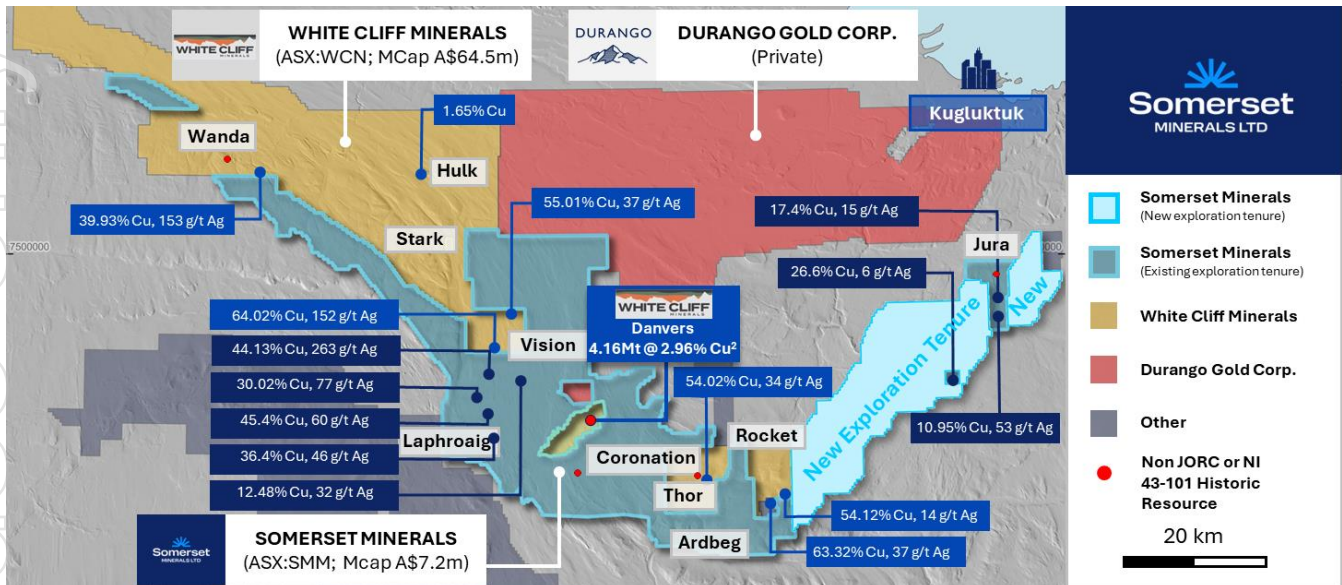 WHITE CLIFF
MINERALS
WHITE CLIFF MINERALS
(ASX:WCN; MCap A$64.5m)
DURANGO
DURANGO GOLD CORP.
(Private)
Kugluktuk
Wanda
1.65% Cu
Hulk
39.93% Cu, 153 g/t Ag
Stark
55.01% Cu, 37 g/t Ag
17.4% Cu, 15 g/t Ag
Jura
7500000
26.6% Cu, 6 g/t Ag
New
New Exploration Tenure
WHITE CLIFF
MINERALS
Danvers
4.16Mt @ 2.96% Cu²
64.02% Cu, 152 g/t Ag
Vision
44.13% Cu, 263 g/t Ag
30.02% Cu, 77 g/t Ag
54.02% Cu, 34 g/t Ag
45.4% Cu, 60 g/t Ag
10.95% Cu, 53 g/t Ag
Laphroaig
Rocket
36.4% Cu, 46 g/t Ag
Coronation
12.48% Cu, 32 g/t Ag
Thor
54.12% Cu, 14 g/t Ag
Ardbeg
63.32% Cu, 37 g/t Ag
Somerset
MINERALS LTD
SOMERSET MINERALS
(ASX:SMM; Mcap A$7.2m)
Somerset
MINERALS LTD
Somerset Minerals
(New exploration tenure)
Somerset Minerals
(Existing exploration tenure)
White Cliff Minerals
Durango Gold Corp.
Other
Non JORC or NI
43-101 Historic
Resource
20 km